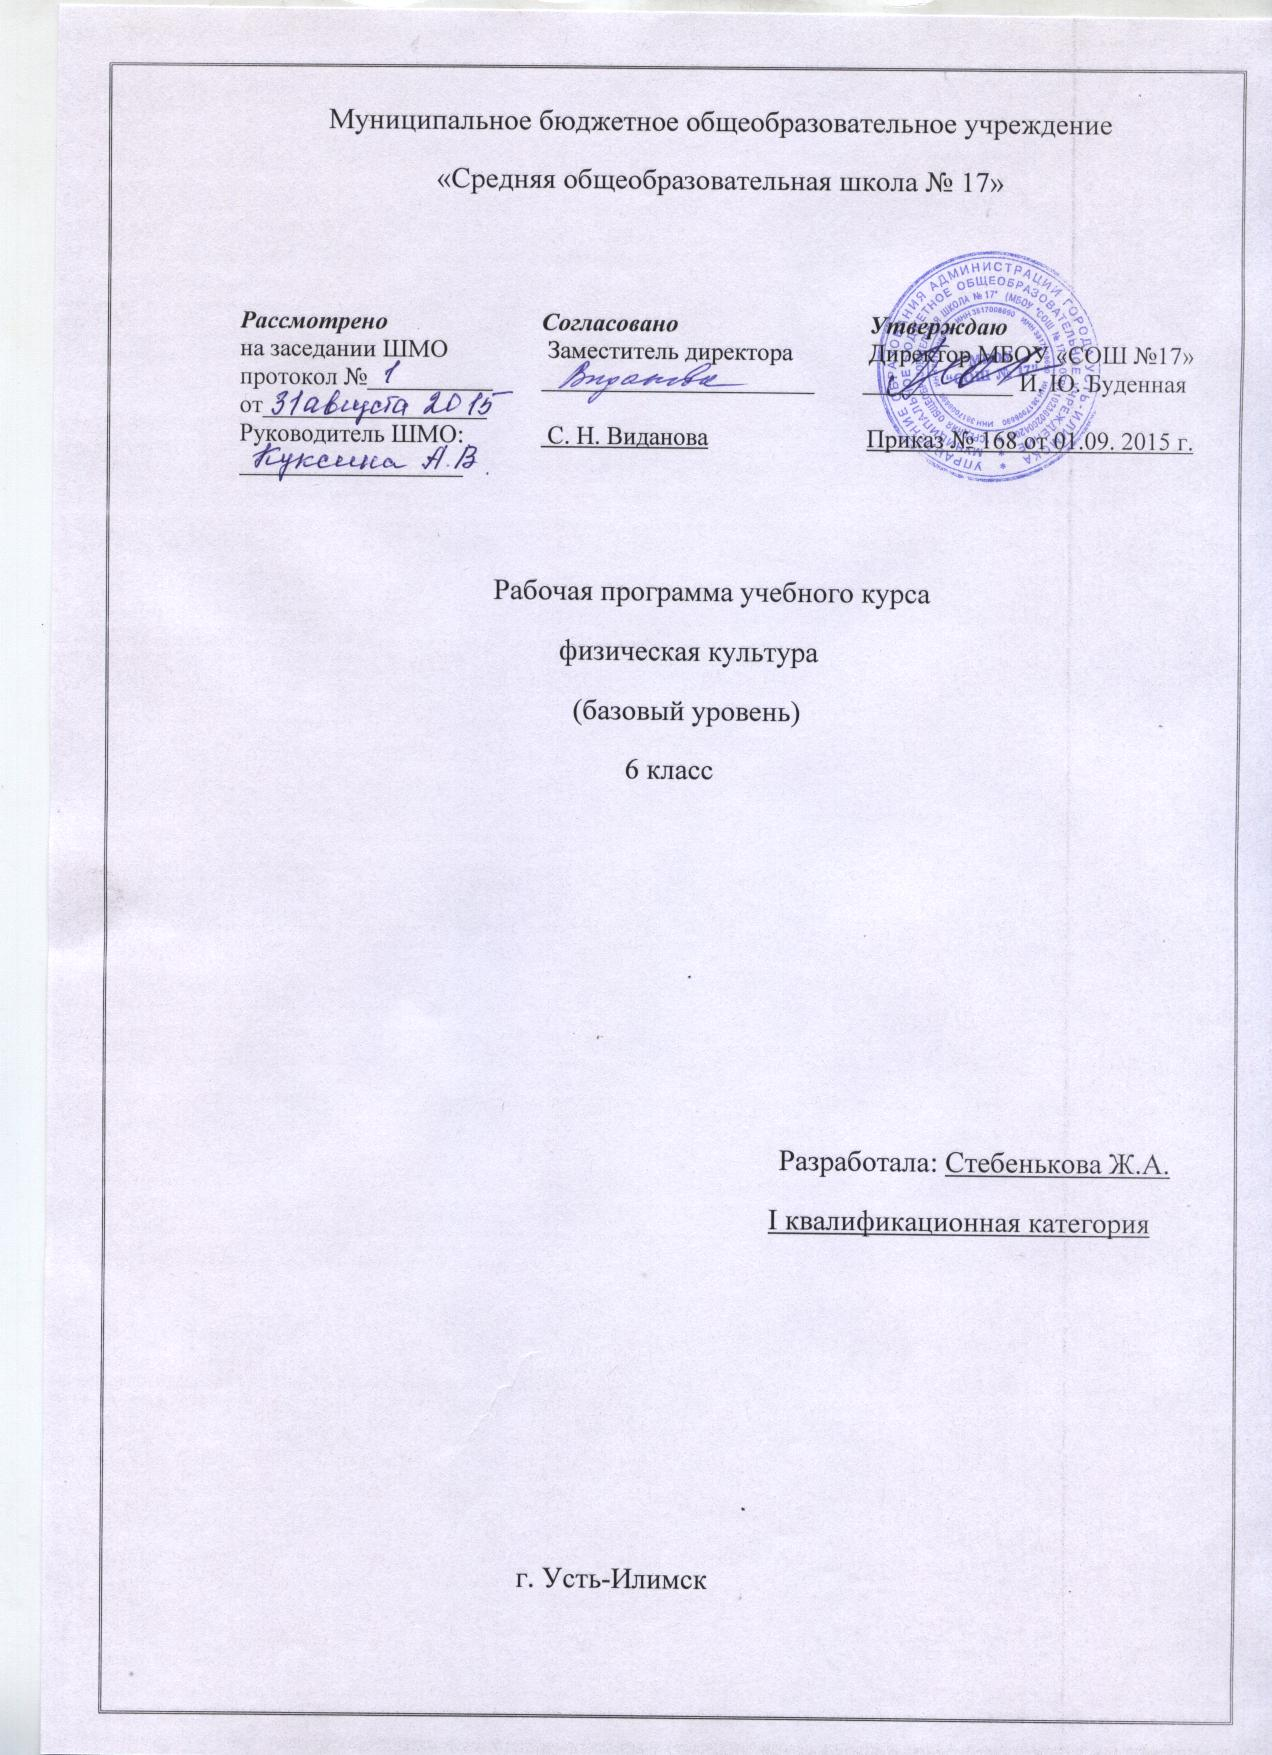 Муниципальное бюджетное общеобразовательное учреждение
«Средняя общеобразовательная школа № 17»
Рассмотрено
на заседании ШМО
протокол № 1
от 31 августа 2015
Руководитель ШМО:
Куксина А.В.
Согласовано
Заместитель директора
Виданова
С. Н. Виданова
Утверждаю
Директор МБОУ «СОШ №17»
И. Ю. Буденная
Приказ № 168 от 01.09. 2015 г.
Рабочая программа учебного курса
физическая культура
(базовый уровень)
6 класс
Разработала: Стебенькова Ж.А.
I квалификационная категория
г. Усть-Илимск